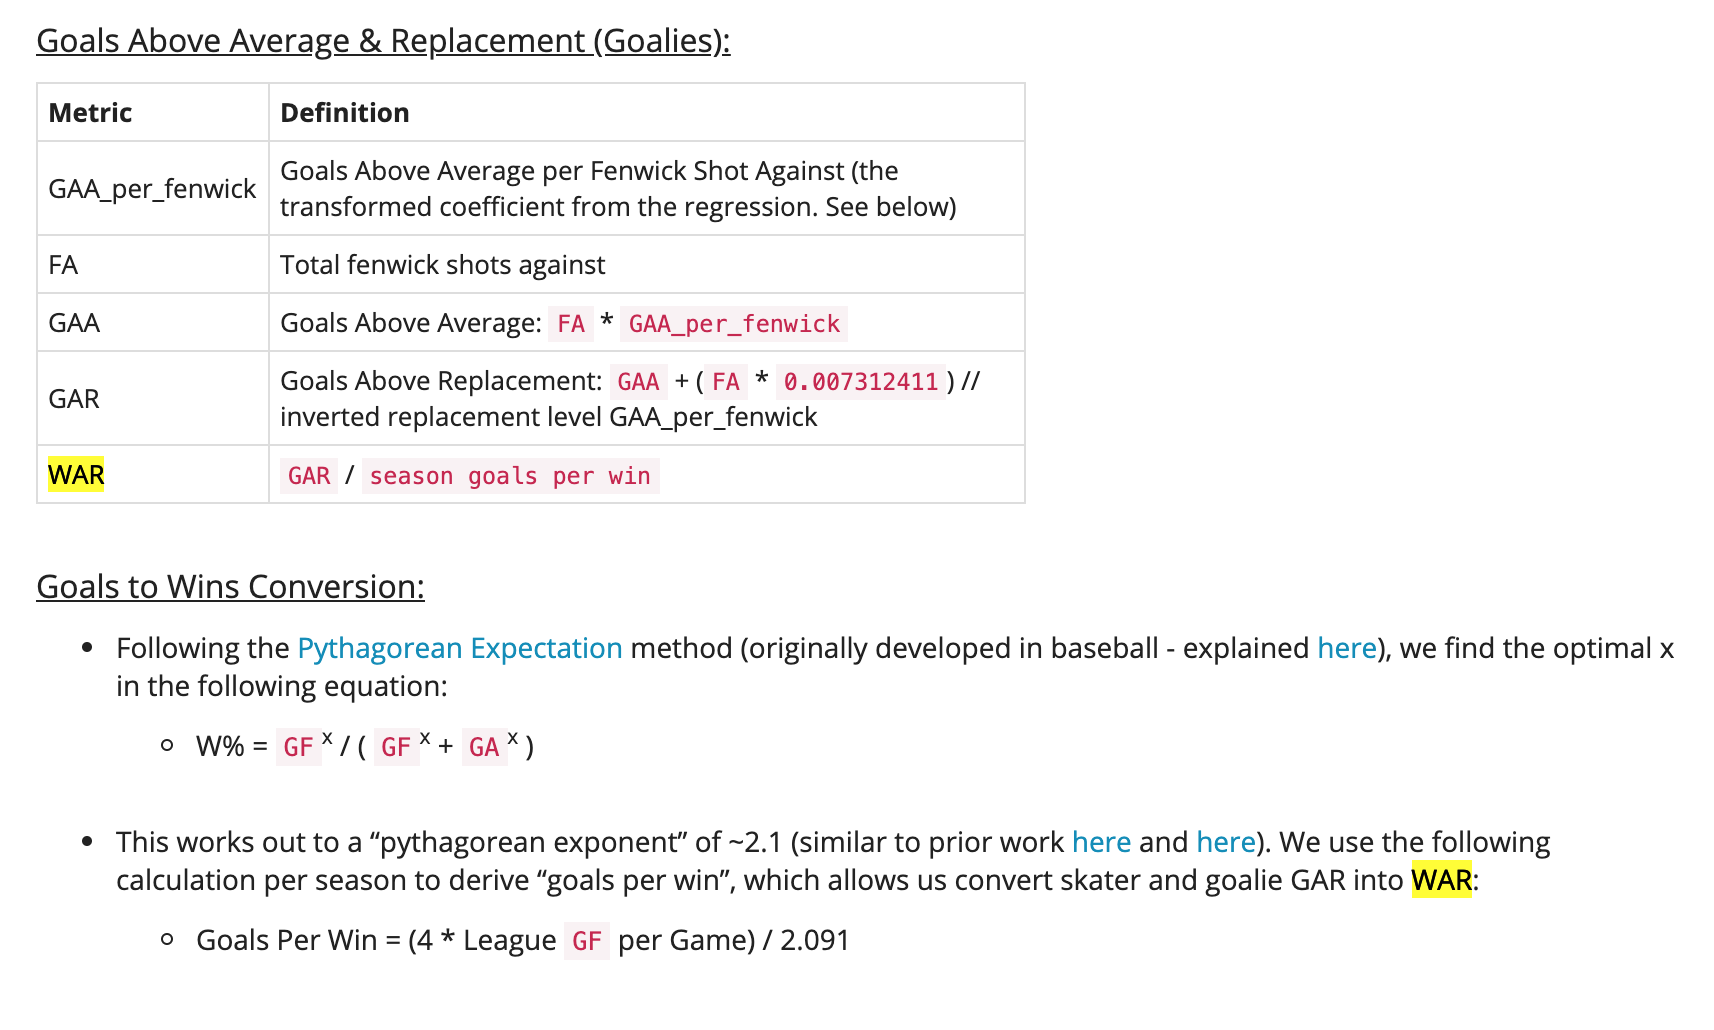 Goals Above Average & Replacement (Goalies):
Metric Definition
GAA_per_fenwick Goals Above Average per Fenwick Shot Against (the
transformed coefficient from the regression. See below)
FA Total fenwick shots against
GAA Goals Above Average: FA * GAA_per_fenwick
GAR Goals Above Replacement: GAA + ( FA * 0.007312411 ) //
inverted replacement level GAA_per_fenwick
WAR GAR / season goals per win
Goals to Wins Conversion:
• Following the Pythagorean Expectation method (originally developed in baseball - explained here), we find the optimal x
in the following equation:
◦ W% = GF x / ( GF x + GA x )
• This works out to a “pythagorean exponent” of ~2.1 (similar to prior work here and here). We use the following
calculation per season to derive “goals per win”, which allows us convert skater and goalie GAR into WAR:
◦ Goals Per Win = (4 * League GF per Game) / 2.091